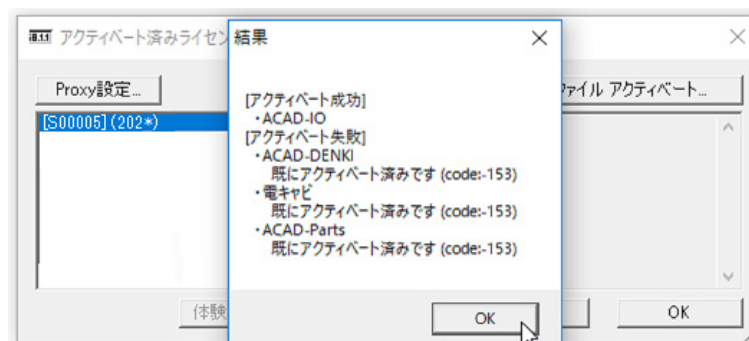 アクティベート済みライセン
結果
Proxy設定...
ファイル アクティベート...
[S00005] (202*)
[アクティベート成功]
・ACAD-IO
[アクティベート失敗]
・ACAD-DENKI
既にアクティベート済みです (code:-153)
・電キャビ
既にアクティベート済みです (code:-153)
・ACAD-Parts
既にアクティベート済みです (code:-153)
体験
OK
OK